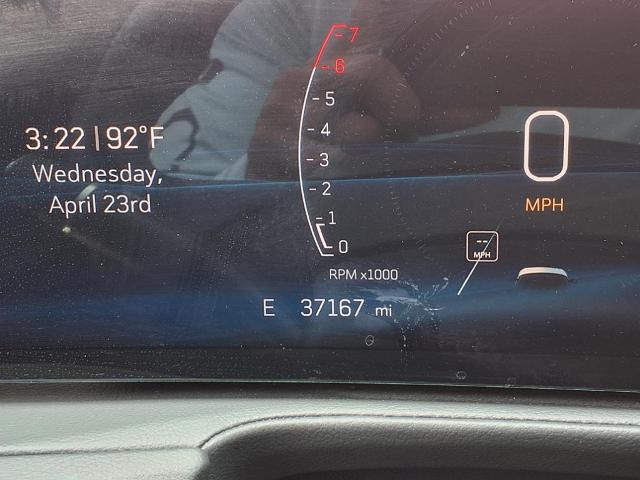 3:22 | 92°F
Wednesday,
April 23rd
7
6
5
4
3
2
1
0
RPM x1000
E 37167 mi
0
MPH
--
MPH